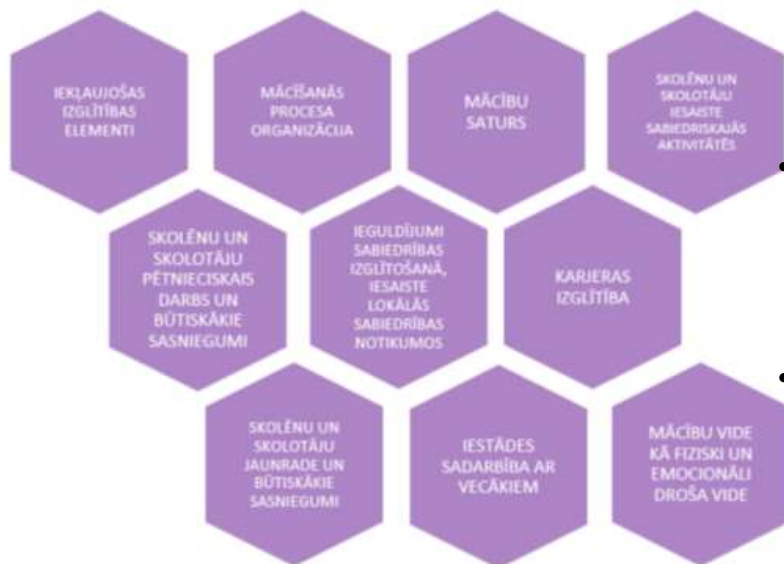 IEKĻAUJOŠAS
IZGLĪTĪBAS
ELEMENTI
MĀCĪŠANĀS
PROCESA
ORGANIZĀCIJA
MĀCĪBU
SATURS
SKOLĒNU UN
SKOLOTĀJU
IESAISTE
SABIEDRISKAJĀS
AKTIVITĀTĒS
SKOLĒNU UN
SKOLOTĀJU
PĒTNIECISKAIS
DARBS UN
BŪTISKĀKIE
SASNIEGUMI
IEGULDĪJUMI
SABIEDRĪBAS
IZGLĪTOŠANĀ,
IESAISTE
LOKĀLĀS
SABIEDRĪBAS
NOTIKUMOS
KARJERAS
IZGLĪTĪBA
SKOLĒNU UN
SKOLOTĀJU
JAUNRADE UN
BŪTISKĀKIE
SASNIEGUMI
IESTĀDES
SADARBĪBA AR
VECĀKIEM
MĀCĪBU VIDE
KĀ FIZISKI UN
EMOCIONĀLI
DROŠA VIDE